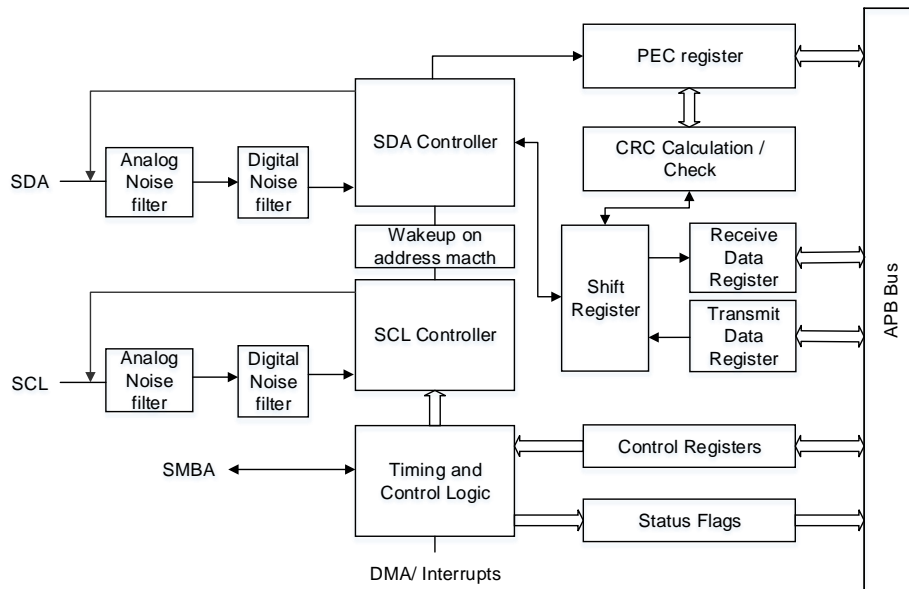 PEC register
SDA Controller
CRC Calculation /
Check
SDA
Analog
Noise
filter
Digital
Noise
filter
Wakeup on
address macth
Shift
Register
Receive
Data
Register
Transmit
Data
Register
APB Bus
SCL Controller
SCL
Analog
Noise
filter
Digital
Noise
filter
SMBA
Timing and
Control Logic
Control Registers
Status Flags
DMA/ Interrupts